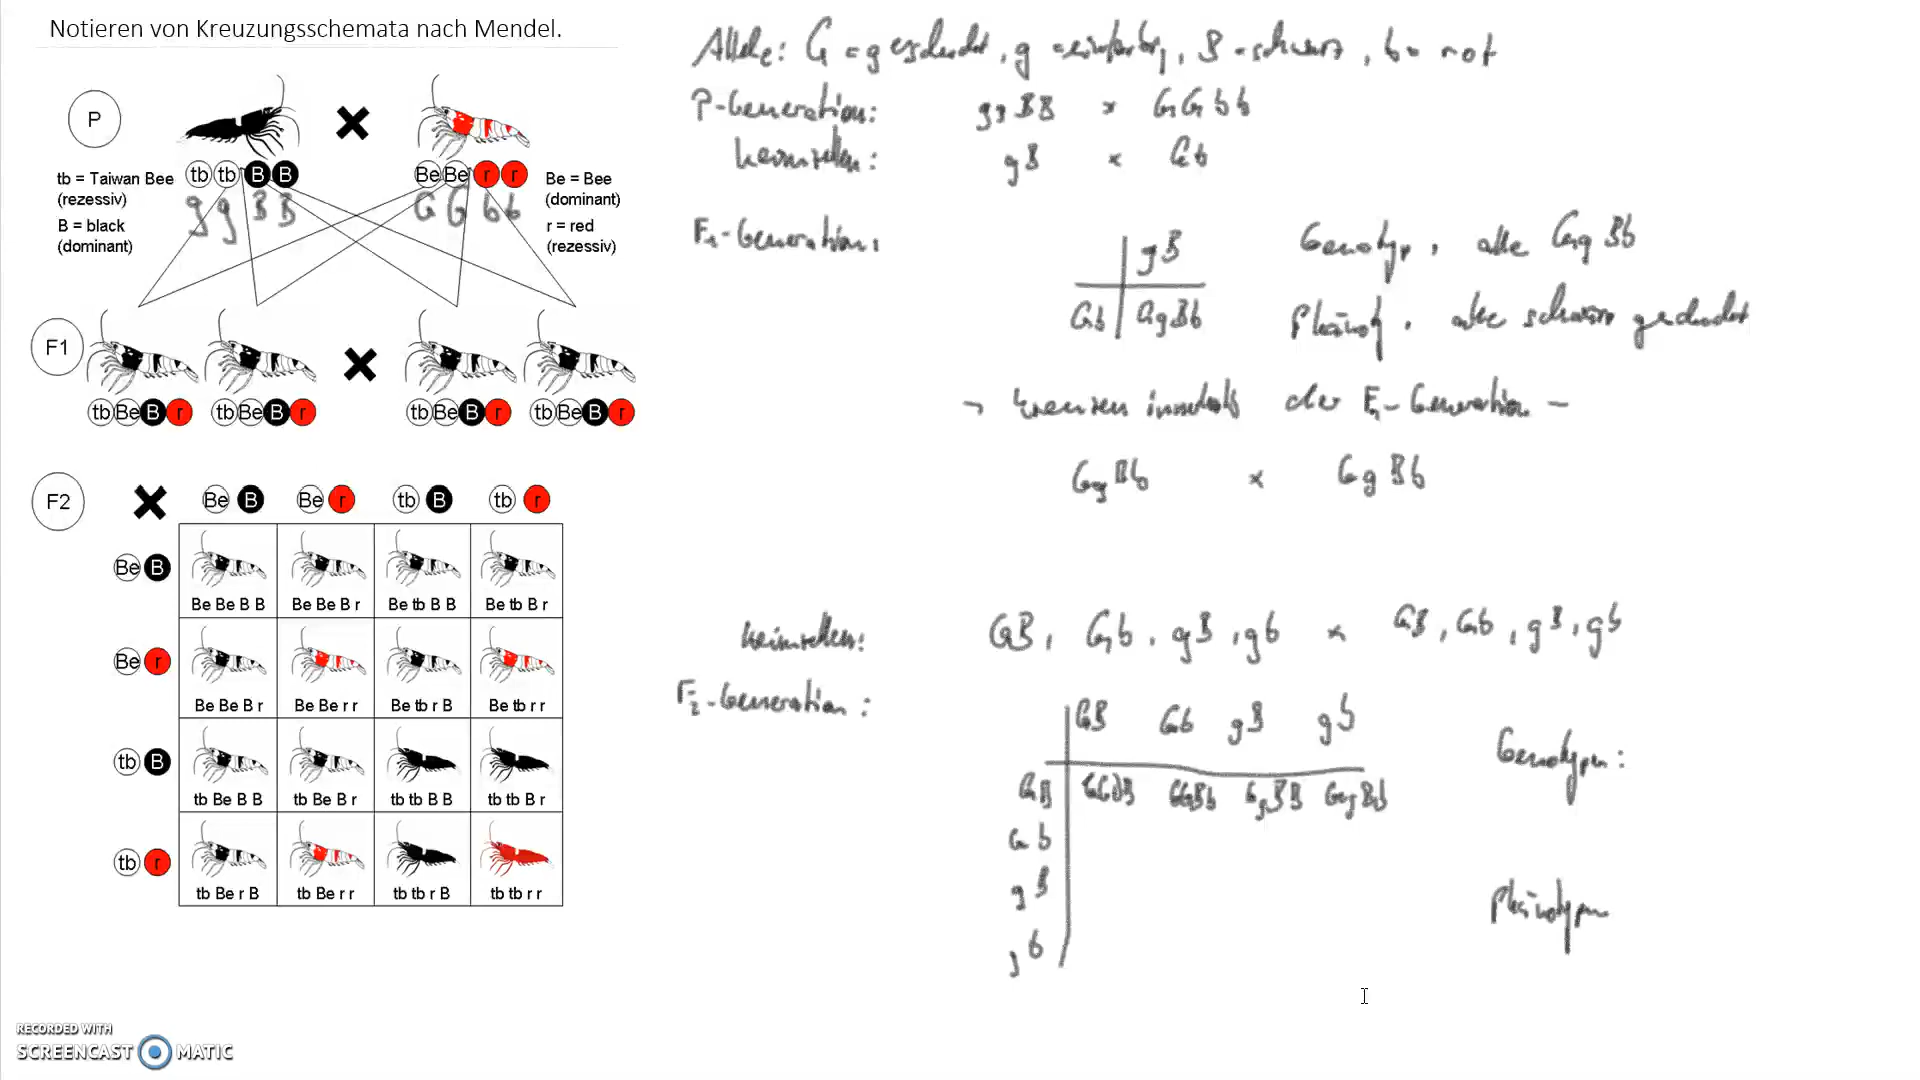 Notieren von Kreuzungsschemata nach Mendel.
P
tb tb B B
Be Be r r
tb = Taiwan Bee
(rezessiv)
B = black
(dominant)
Be = Bee
(dominant)
r = red
(rezessiv)
g g B B
G G b b
F1
tb Be B r
tb Be B r
tb Be B r
tb Be B r
F2
Be B Be r tb B tb r
Be B
Be Be B B Be Be B r Be tb B B Be tb B r
Be r
Be Be B r Be Be r r Be tb r B Be tb r r
tb B
tb Be B B tb Be B r tb tb B B tb tb B r
tb r
tb Be r B tb Be r r tb tb r B tb tb r r
Allele: G = gescheckt, g = einfarbig, B = schwarz, b = rot
P-Generation: ggBB x GGbb
Keimzellen: gB x Gb
F1-Generation:
gB
Gb GgBb
Genotyp: alle GgBb
Phänotyp: alle schwarz gescheckt
- Kreuzen innerhalb der F1-Generation -
GgBb x GgBb
Keimzellen: GB, Gb, gB, gb x GB, Gb, gB, gb
F2-Generation:
GB Gb gB gb
GB GGBB GGBb GgBB GgBb
Gb
gB
gb
Genotypen:
Phänotypen
RECORDED WITH
SCREENCAST MATIC